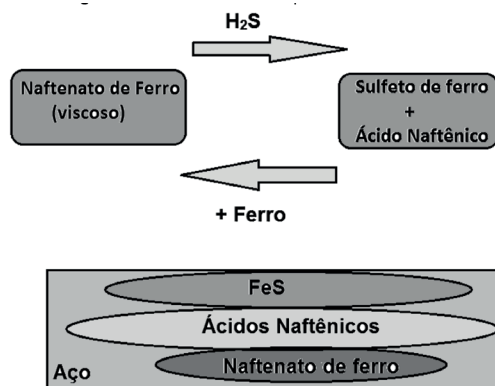 H₂S
Naftenato de Ferro
(viscoso)
Sulfeto de ferro
+
Ácido Naftênico
+ Ferro
FeS
Ácidos Naftênicos
Naftenato de ferro
Aço